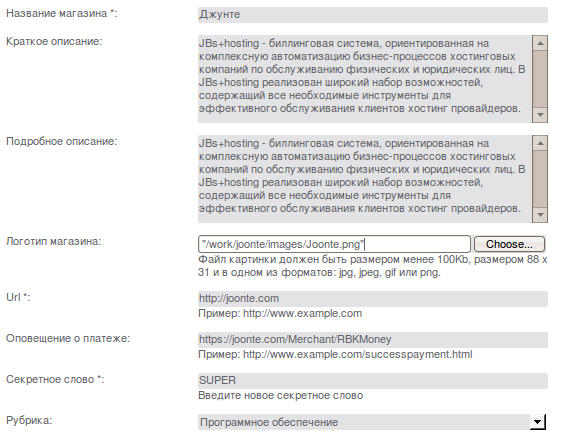 Название магазина *: Джунте
Краткое описание: JBs+hosting - биллинговая система, ориентированная на
комплексную автоматизацию бизнес-процессов хостинговых
компаний по обслуживанию физических и юридических лиц. В
JBs+hosting реализован широкий набор возможностей,
содержащий все необходимые инструменты для
эффективного обслуживания клиентов хостинг провайдеров.
Подробное описание: JBs+hosting - биллинговая система, ориентированная на
комплексную автоматизацию бизнес-процессов хостинговых
компаний по обслуживанию физических и юридических лиц. В
JBs+hosting реализован широкий набор возможностей,
содержащий все необходимые инструменты для
эффективного обслуживания клиентов хостинг провайдеров.
Логотип магазина: "/work/joonte/images/Joonte.png" Choose...
Файл картинки должен быть размером менее 100Kb, размером 88 x
31 и в одном из форматов: jpg, jpeg, gif или png.
Url *: http://joonte.com
Пример: http://www.example.com
Оповещение о платеже: https://joonte.com/Merchant/RBKMoney
Пример: http://www.example.com/successpayment.html
Секретное слово *: SUPER
Введите новое секретное слово
Рубрика: Программное обеспечение